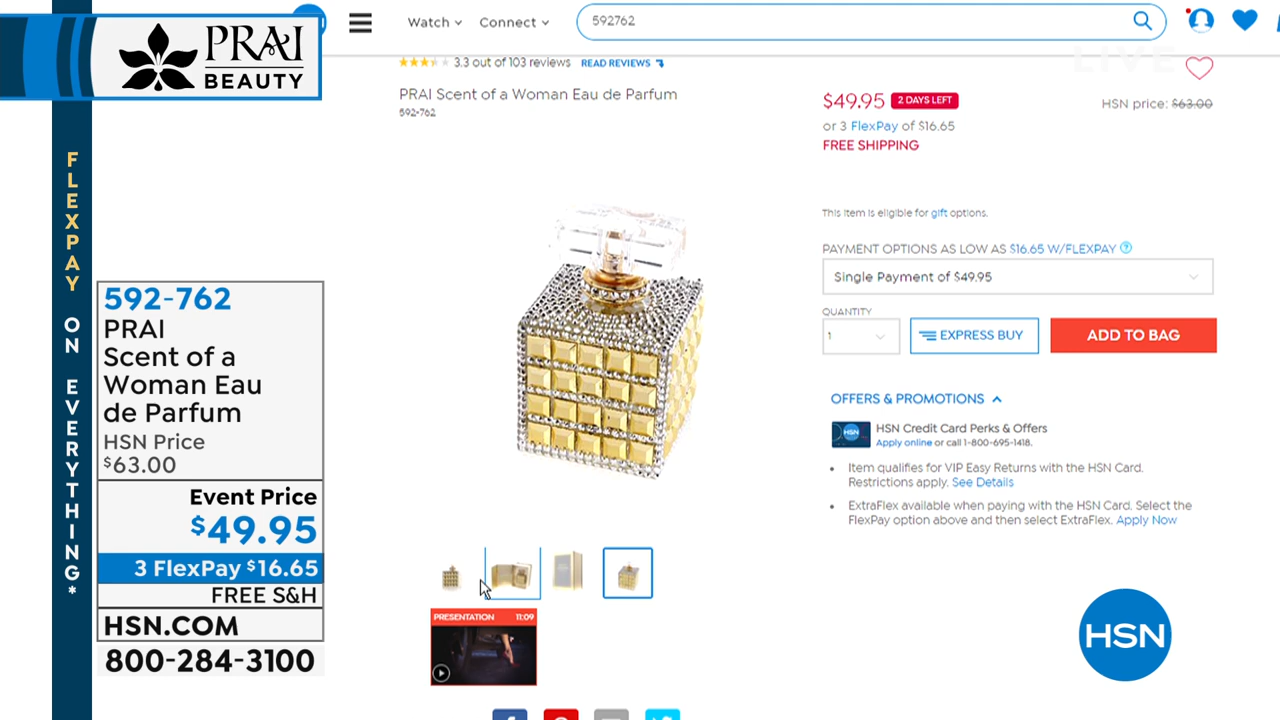 PRAI
BEAUTY
FLEXPAY ON EVERYTHING*
592-762
PRAI
Scent of a
Woman Eau
de Parfum
HSN Price
$63.00
Event Price
$49.95
3 FlexPay $16.65
FREE S&H
HSN.COM
800-284-3100
Watch
Connect
592762
LIVE
3.3 out of 103 reviews READ REVIEWS
PRAI Scent of a Woman Eau de Parfum
592-762
$49.95 2 DAYS LEFT HSN price: $63.00
or 3 FlexPay of $16.65
FREE SHIPPING
This item is eligible for gift options.
PAYMENT OPTIONS AS LOW AS $16.65 W/FLEXPAY ?
Single Payment of $49.95
QUANTITY
1
EXPRESS BUY
ADD TO BAG
OFFERS & PROMOTIONS
HSN
HSN Credit Card Perks & Offers
Apply online or call 1-800-695-1418.
• Item qualifies for VIP Easy Returns with the HSN Card.
Restrictions apply. See Details
• ExtraFlex available when paying with the HSN Card. Select the
FlexPay option above and then select ExtraFlex. Apply Now
PRESENTATION 11:09
HSN